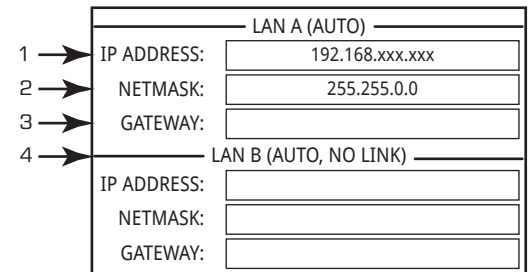 LAN A (AUTO)
1 IP ADDRESS: 192.168.xxx.xxx
2 NETMASK: 255.255.0.0
3 GATEWAY:
4 LAN B (AUTO, NO LINK)
IP ADDRESS:
NETMASK:
GATEWAY: